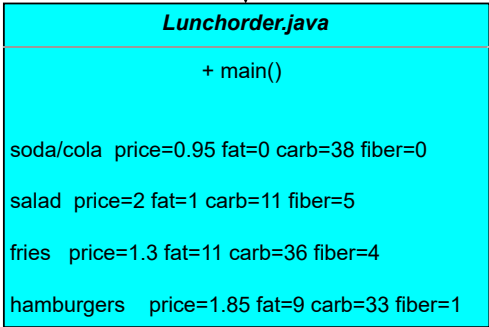 Lunchorder.java
+ main()
soda/cola price=0.95 fat=0 carb=38 fiber=0
salad price=2 fat=1 carb=11 fiber=5
fries price=1.3 fat=11 carb=36 fiber=4
hamburgers price=1.85 fat=9 carb=33 fiber=1